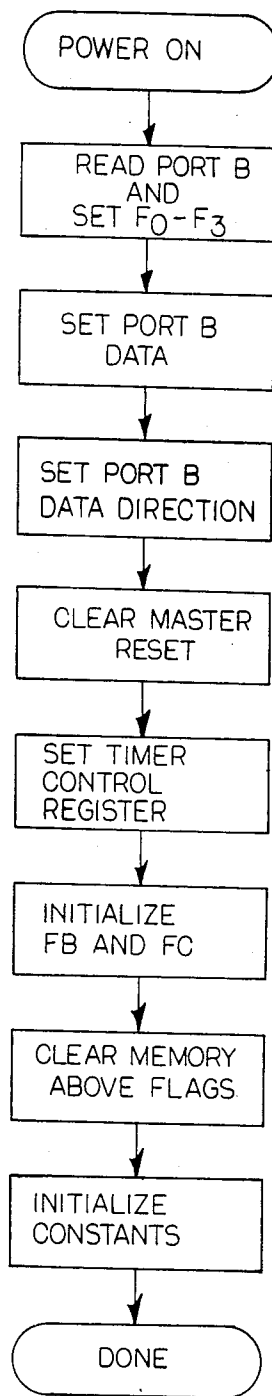 POWER ON
READ PORT B
AND
SET F0-F3
SET PORT B
DATA
SET PORT B
DATA DIRECTION
CLEAR MASTER
RESET
SET TIMER
CONTROL
REGISTER
INITIALIZE
FB AND FC
CLEAR MEMORY
ABOVE FLAGS
INITIALIZE
CONSTANTS
DONE